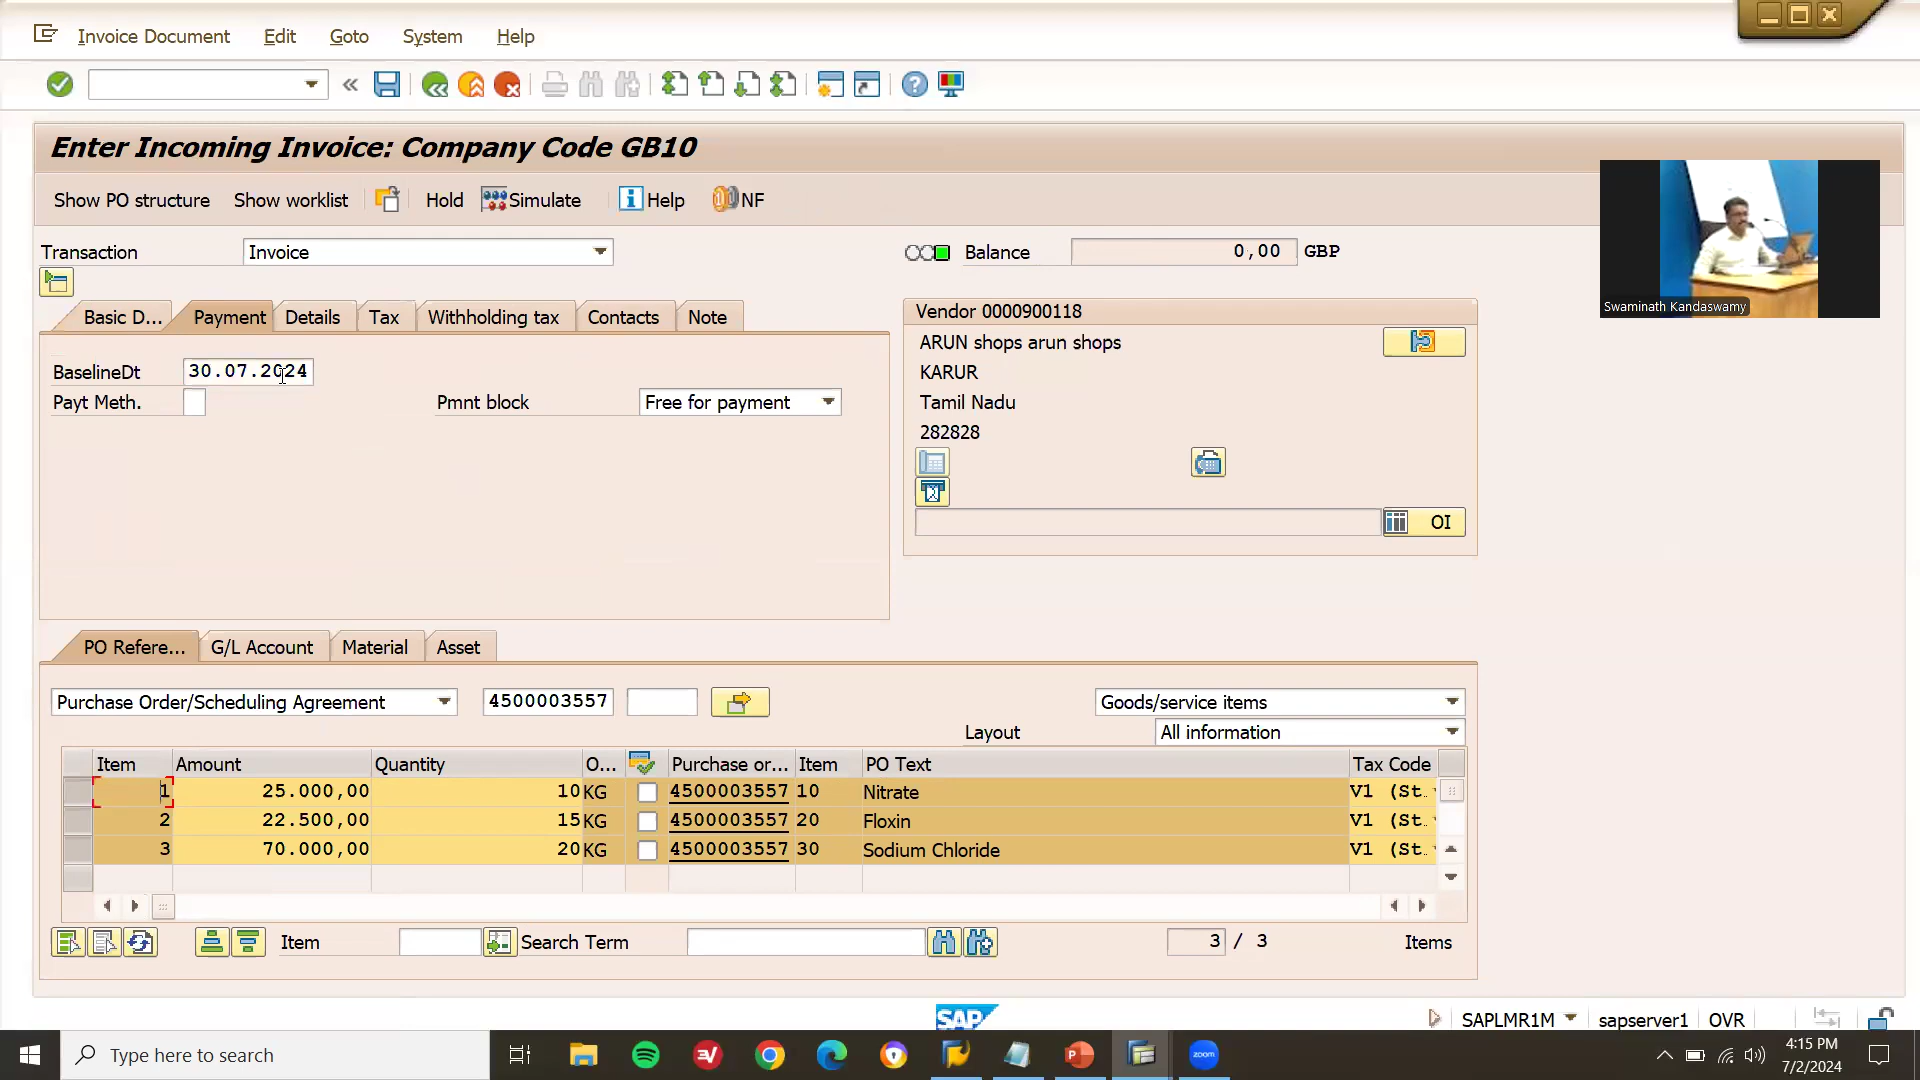 Invoice Document Edit Goto System Help
Enter Incoming Invoice: Company Code GB10
Show PO structure Show worklist Hold Simulate Help NF
Transaction Invoice Balance 0,00 GBP
Basic D... Payment Details Tax Withholding tax Contacts Note
BaselineDt 30.07.2024
Payt Meth. Pmnt block Free for payment
Vendor 0000900118
ARUN shops arun shops
KARUR
Tamil Nadu
282828
OI
Swaminath Kandaswamy
PO Refere... G/L Account Material Asset
Purchase Order/Scheduling Agreement 4500003557 Goods/service items
Layout All information
Item Amount Quantity O... Purchase or... Item PO Text Tax Code
1 25.000,00 10 KG 4500003557 10 Nitrate V1 (St.
2 22.500,00 15 KG 4500003557 20 Floxin V1 (St.
3 70.000,00 20 KG 4500003557 30 Sodium Chloride V1 (St.
Item Search Term 3 / 3 Items
SAP SAPLMR1M sapserver1 OVR
Type here to search zoom 4:15 PM
7/2/2024